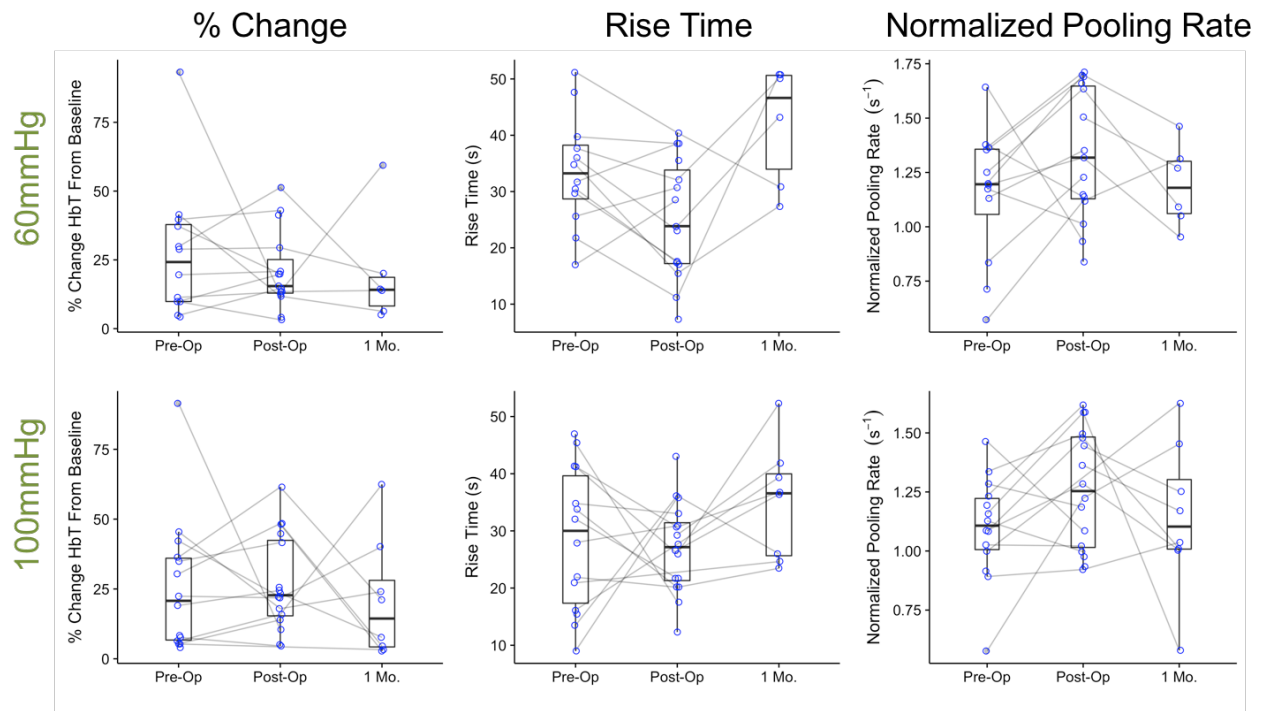 % Change
Rise Time
Normalized Pooling Rate
60mmHg
% Change HbT From Baseline
75
50
25
0
Pre-Op
Post-Op
1 Mo.
Rise Time (s)
50
40
30
20
10
Pre-Op
Post-Op
1 Mo.
Normalized Pooling Rate (s⁻¹)
1.75
1.50
1.25
1.00
0.75
Pre-Op
Post-Op
1 Mo.
100mmHg
% Change HbT From Baseline
75
50
25
0
Pre-Op
Post-Op
1 Mo.
Rise Time (s)
50
40
30
20
10
Pre-Op
Post-Op
1 Mo.
Normalized Pooling Rate (s⁻¹)
1.50
1.25
1.00
0.75
Pre-Op
Post-Op
1 Mo.